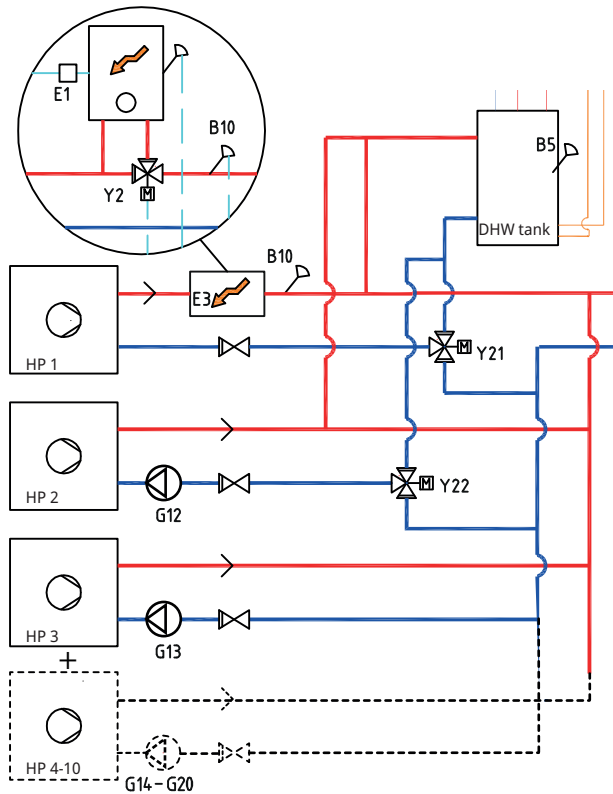 E1
B10
Y2
M
B5
DHW tank
B10
E3
HP 1
M
Y21
HP 2
G12
M
Y22
HP 3
G13
+
HP 4-10
G14-G20